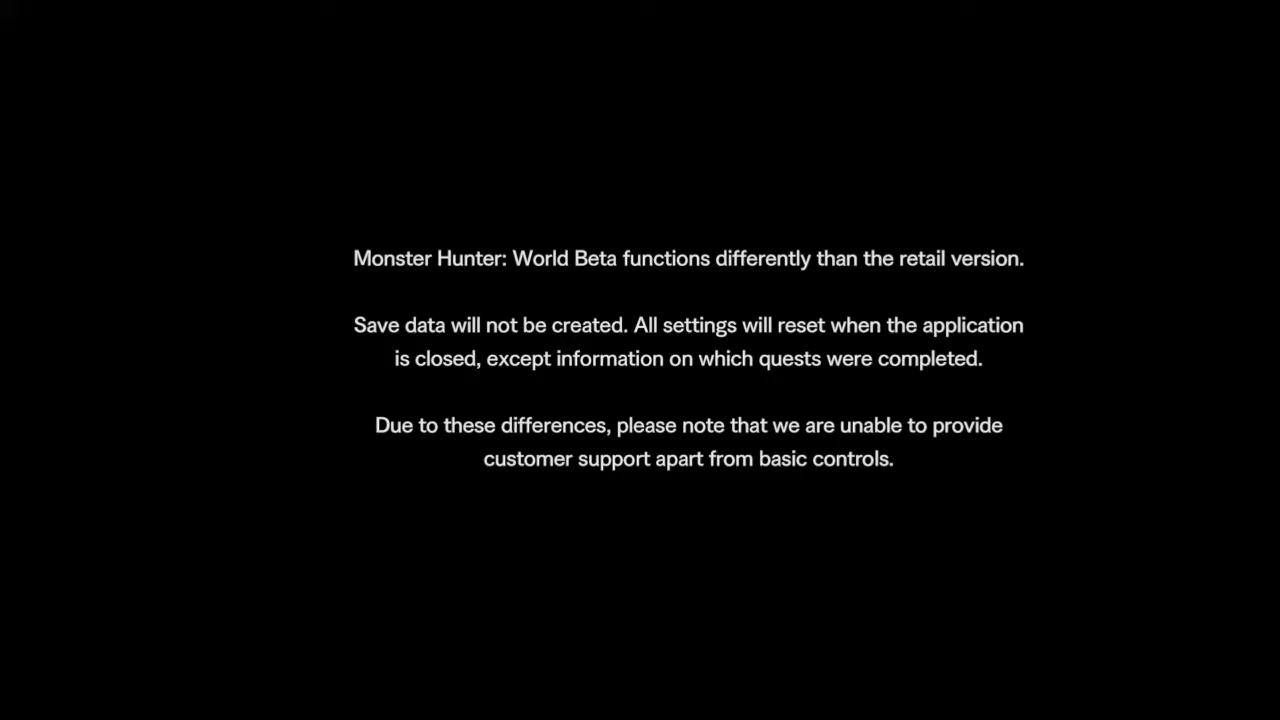 Monster Hunter: World Beta functions differently than the retail version.
Save data will not be created. All settings will reset when the application
is closed, except information on which quests were completed.
Due to these differences, please note that we are unable to provide
customer support apart from basic controls.